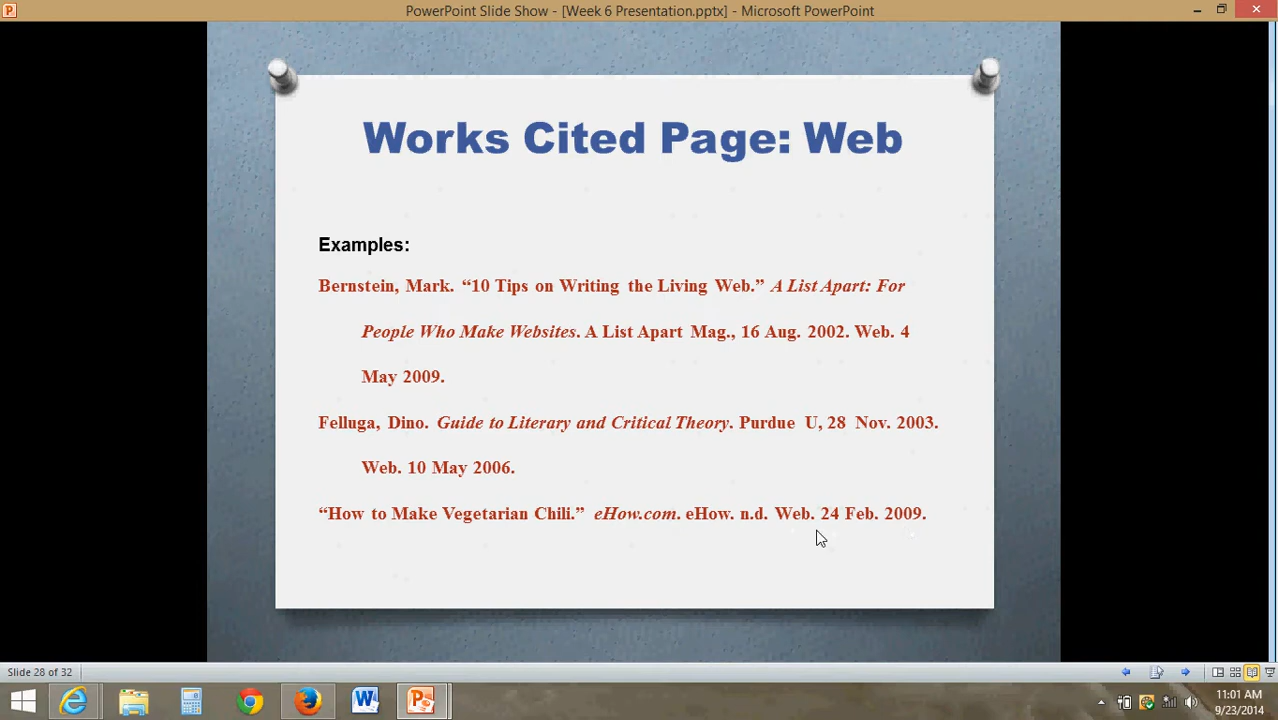 PowerPoint Slide Show - [Week 6 Presentation.pptx] - Microsoft PowerPoint
Works Cited Page: Web
Examples:
Bernstein, Mark. “10 Tips on Writing the Living Web.” A List Apart: For
People Who Make Websites. A List Apart Mag., 16 Aug. 2002. Web. 4
May 2009.
Felluga, Dino. Guide to Literary and Critical Theory. Purdue U, 28 Nov. 2003.
Web. 10 May 2006.
“How to Make Vegetarian Chili.” eHow.com. eHow. n.d. Web. 24 Feb. 2009.
Slide 28 of 32
11:01 AM
9/23/2014